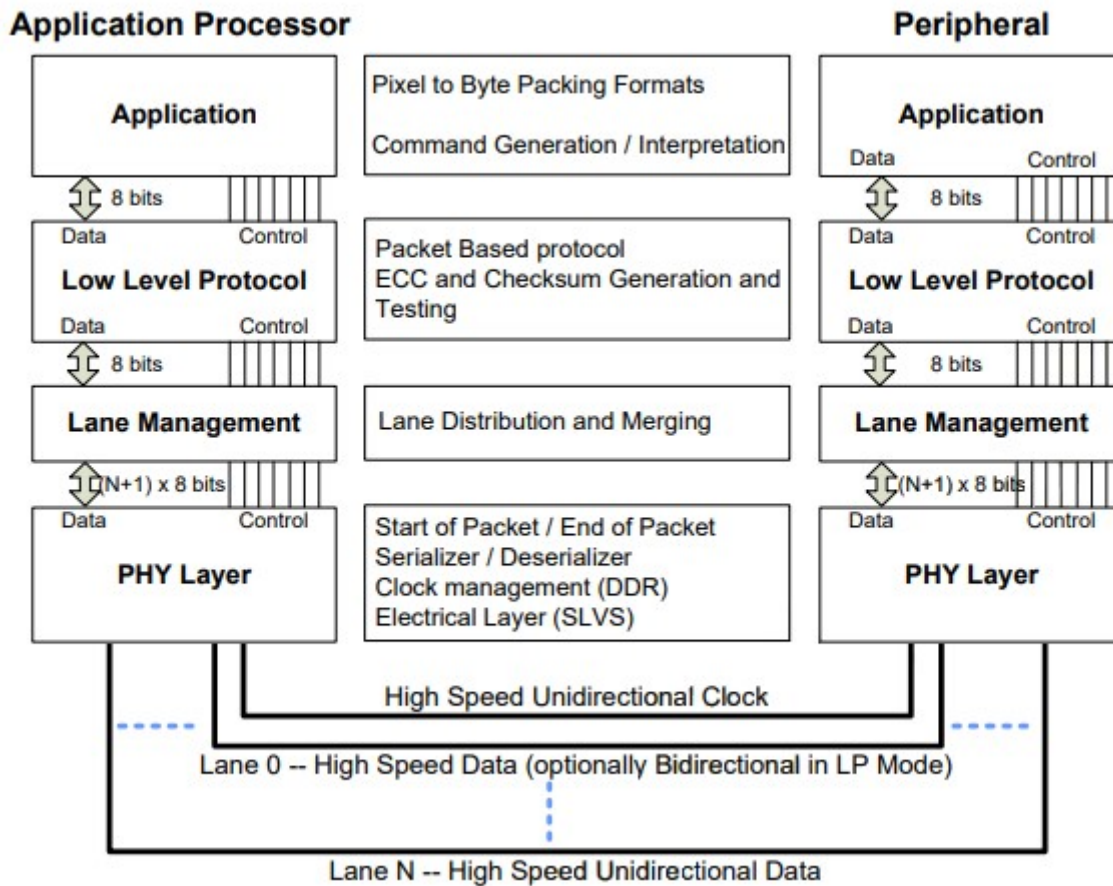 Application Processor
Peripheral
Application
Pixel to Byte Packing Formats
Command Generation / Interpretation
Application
Data
Control
8 bits
8 bits
Data
Control
Low Level Protocol
Data
Control
Packet Based protocol
ECC and Checksum Generation and
Testing
Data
Control
Low Level Protocol
Data
Control
8 bits
8 bits
Lane Management
Lane Distribution and Merging
Lane Management
(N+1) x 8 bits
(N+1) x 8 bits
Data
Control
PHY Layer
Start of Packet / End of Packet
Serializer / Deserializer
Clock management (DDR)
Electrical Layer (SLVS)
Data
Control
PHY Layer
High Speed Unidirectional Clock
Lane 0 -- High Speed Data (optionally Bidirectional in LP Mode)
Lane N -- High Speed Unidirectional Data